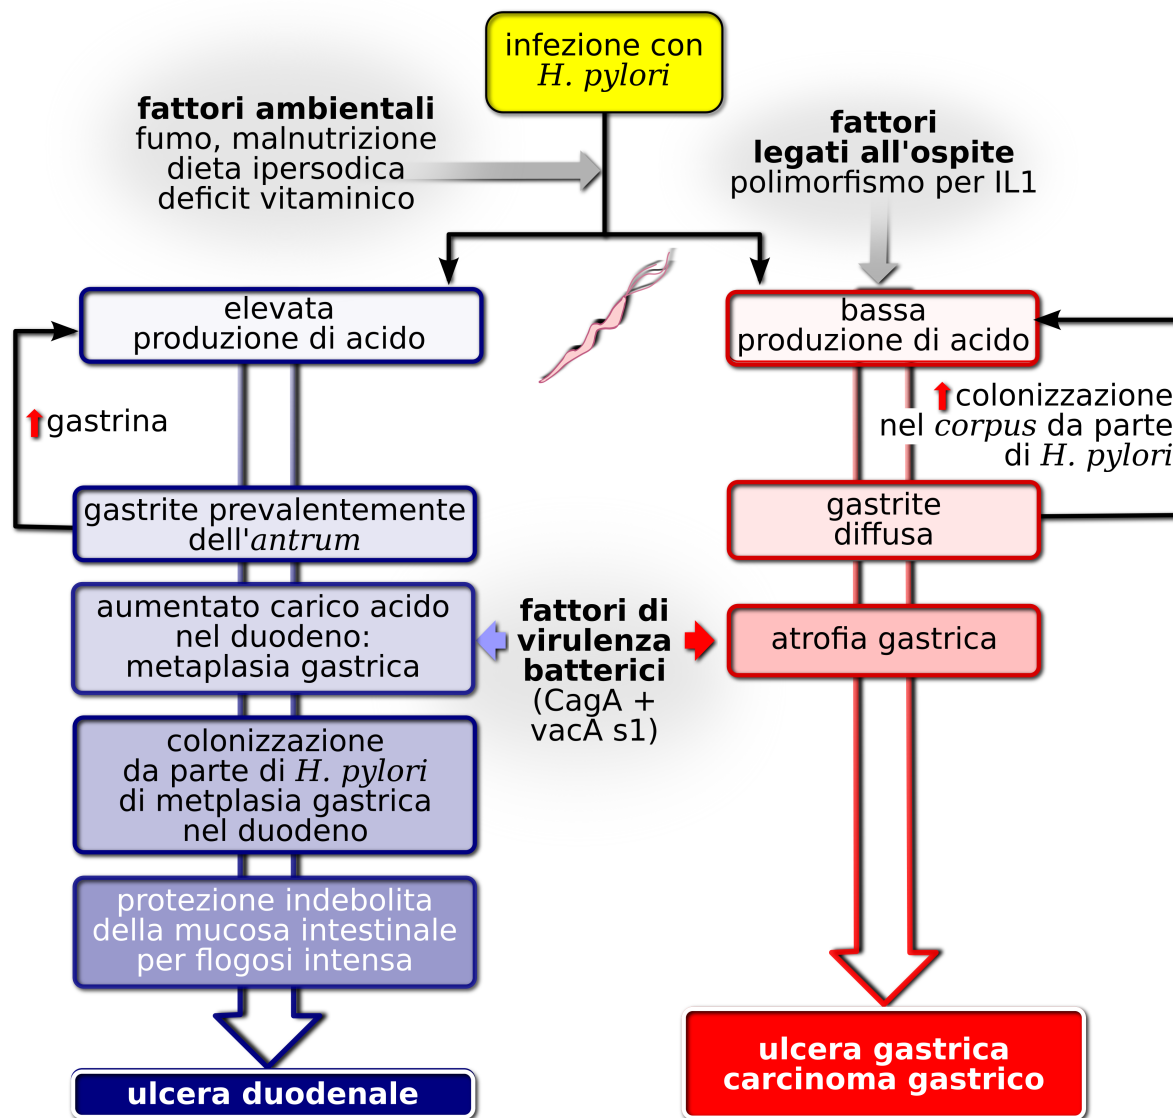 infezione con
H. pylori
fattori ambientali
fumo, malnutrizione
dieta ipersodica
deficit vitaminico
fattori
legati all'ospite
polimorfismo per IL1
elevata
produzione di acido
bassa
produzione di acido
gastrina
colonizzazione
nel corpus da parte
di H. pylori
gastrite prevalentemente
dell'antrum
gastrite
diffusa
aumentato carico acido
nel duodeno:
metaplasia gastrica
fattori di
virulenza
batterici
(CagA +
vacA s1)
atrofia gastrica
colonizzazione
da parte di H. pylori
di metplasia gastrica
nel duodeno
protezione indebolita
della mucosa intestinale
per flogosi intensa
ulcera duodenale
ulcera gastrica
carcinoma gastrico